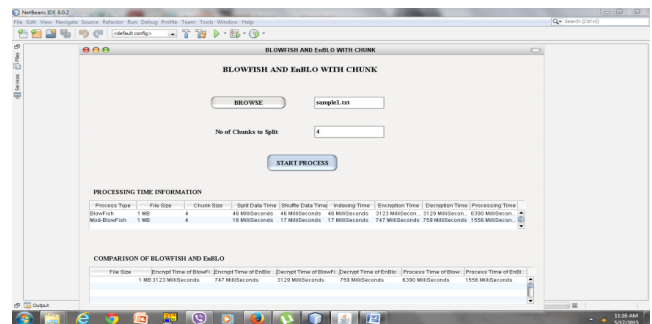 NetBeans IDE 8.0.2
File Edit View Navigate Source Refactor Run Debug Profile Team Tools Window Help
Search (Ctrl+I)
<default config>
Files
Services
BLOWFISH AND EnBLO WITH CHUNK
BLOWFISH AND EnBLO WITH CHUNK
BROWSE sample1.txt
No of Chunks to Split 4
START PROCESS
PROCESSING TIME INFORMATION
Process Type File Size Chunk Size Split Data Time Shuffle Data Time Indexing Time Encryption Time Decryption Time Processing Time
BlowFish 1 MB 4 46 MilliSeconds 46 MilliSeconds 46 MilliSeconds 3123 MilliSecon... 3129 MilliSecon... 6390 MilliSecon...
Mod-BlowFish 1 MB 4 18 MilliSeconds 17 MilliSeconds 17 MilliSeconds 747 MilliSeconds 758 MilliSeconds 1556 MilliSecon...
COMPARISON OF BLOWFISH AND EnBLO
File Size Encrypt Time of BlowFi... Encrypt Time of EnBlo... Decrypt Time of BlowFi... Decrypt Time of EnBlo... Process Time of Blow... Process Time of EnBl...
1 MB 3123 MilliSeconds 747 MilliSeconds 3129 MilliSeconds 759 MilliSeconds 6390 MilliSeconds 1556 MilliSeconds
Output
11:36 AM
5/12/2015